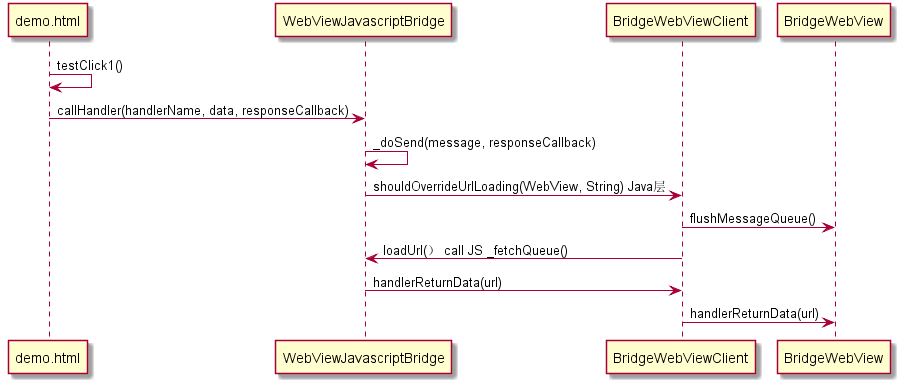 demo.html
WebViewJavascriptBridge
BridgeWebViewClient
BridgeWebView
testClick1()
callHandler(handlerName, data, responseCallback)
_doSend(message, responseCallback)
shouldOverrideUrlLoading(WebView, String) Java层
flushMessageQueue()
loadUrl(） call JS _fetchQueue()
handlerReturnData(url)
handlerReturnData(url)
demo.html
WebViewJavascriptBridge
BridgeWebViewClient
BridgeWebView